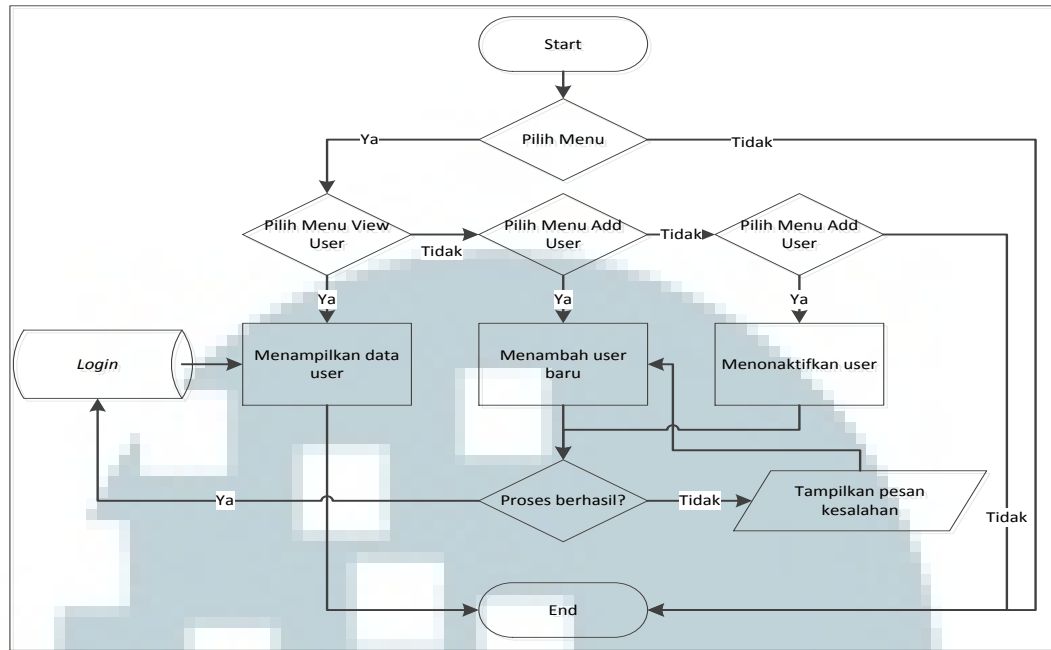 Start
Pilih Menu
Ya
Tidak
Pilih Menu View
User
Tidak
Pilih Menu Add
User
Tidak
Pilih Menu Add
User
Ya
Ya
Ya
Login
Menampilkan data
user
Menambah user
baru
Menonaktifkan user
Ya
Proses berhasil?
Tidak
Tampilkan pesan
kesalahan
Tidak
End